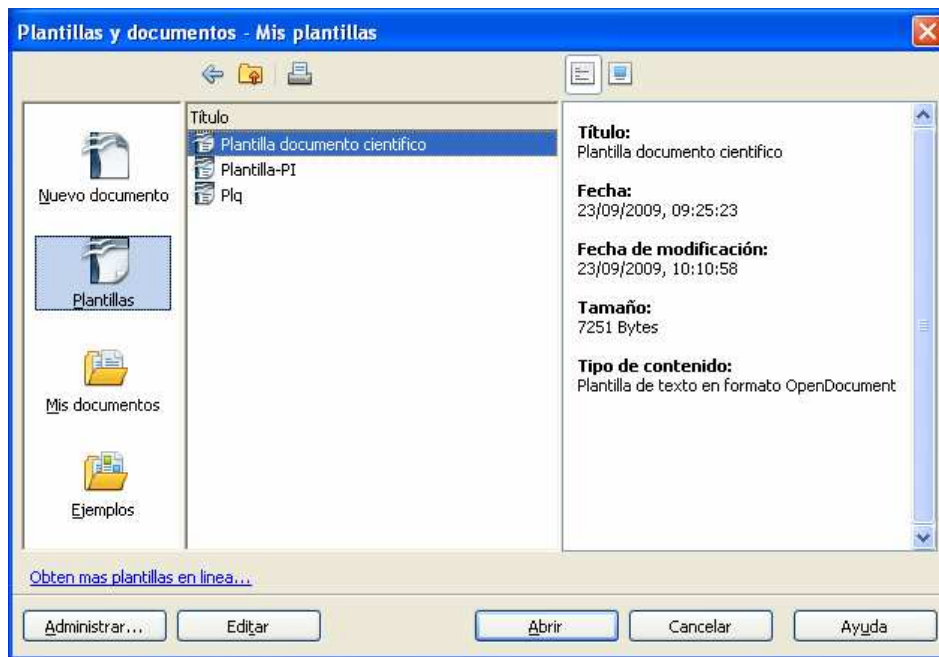 Plantillas y documentos - Mis plantillas
Nuevo documento
Plantillas
Mis documentos
Ejemplos
Título
Plantilla documento cientifico
Plantilla-PI
Plq
Título:
Plantilla documento cientifico
Fecha:
23/09/2009, 09:25:23
Fecha de modificación:
23/09/2009, 10:10:58
Tamaño:
7251 Bytes
Tipo de contenido:
Plantilla de texto en formato OpenDocument
Obten mas plantillas en linea...
Administrar... Editar Abrir Cancelar Ayuda